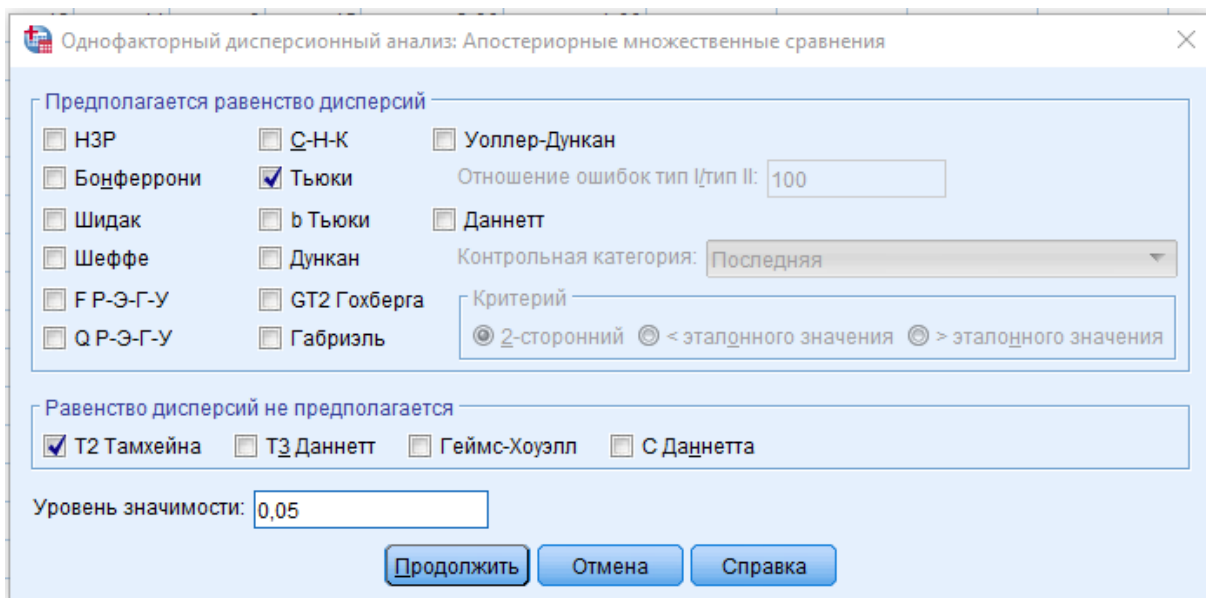 Однофакторный дисперсионный анализ: Апостериорные множественные сравнения
Предполагается равенство дисперсий
НЗР С-Н-К Уоллер-Дункан
Бонферрони Тьюки Отношение ошибок тип I/тип II: 100
Шидак b Тьюки Даннетт
Шеффе Дункан Контрольная категория: Последняя
F Р-Э-Г-У GT2 Гохберга Критерий
Q Р-Э-Г-У Габриэль 2-сторонний < эталонного значения > эталонного значения
Равенство дисперсий не предполагается
Т2 Тамхейна Т3 Даннетт Геймс-Хоуэлл С Даннетта
Уровень значимости: 0,05
Продолжить Отмена Справка